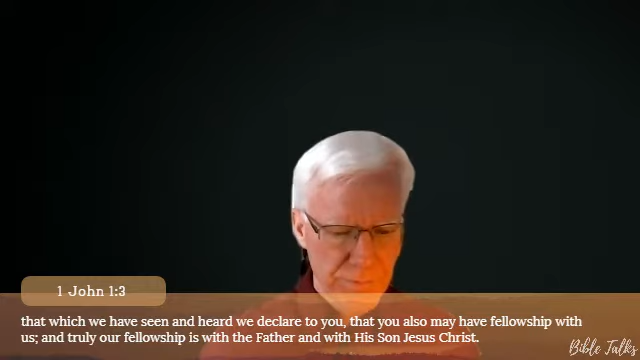 1 John 1:3
that which we have seen and heard we declare to you, that you also may have fellowship with
us; and truly our fellowship is with the Father and with His Son Jesus Christ.
Bible Talks